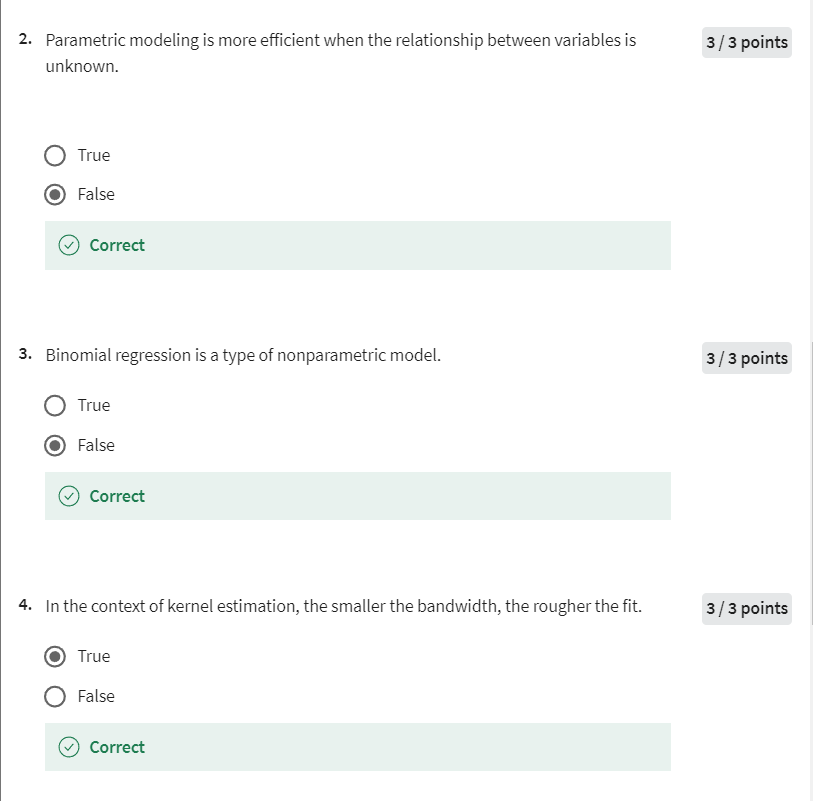 2. Parametric modeling is more efficient when the relationship between variables is 3 / 3 points
unknown.
True
False
Correct
3. Binomial regression is a type of nonparametric model. 3 / 3 points
True
False
Correct
4. In the context of kernel estimation, the smaller the bandwidth, the rougher the fit. 3 / 3 points
True
False
Correct